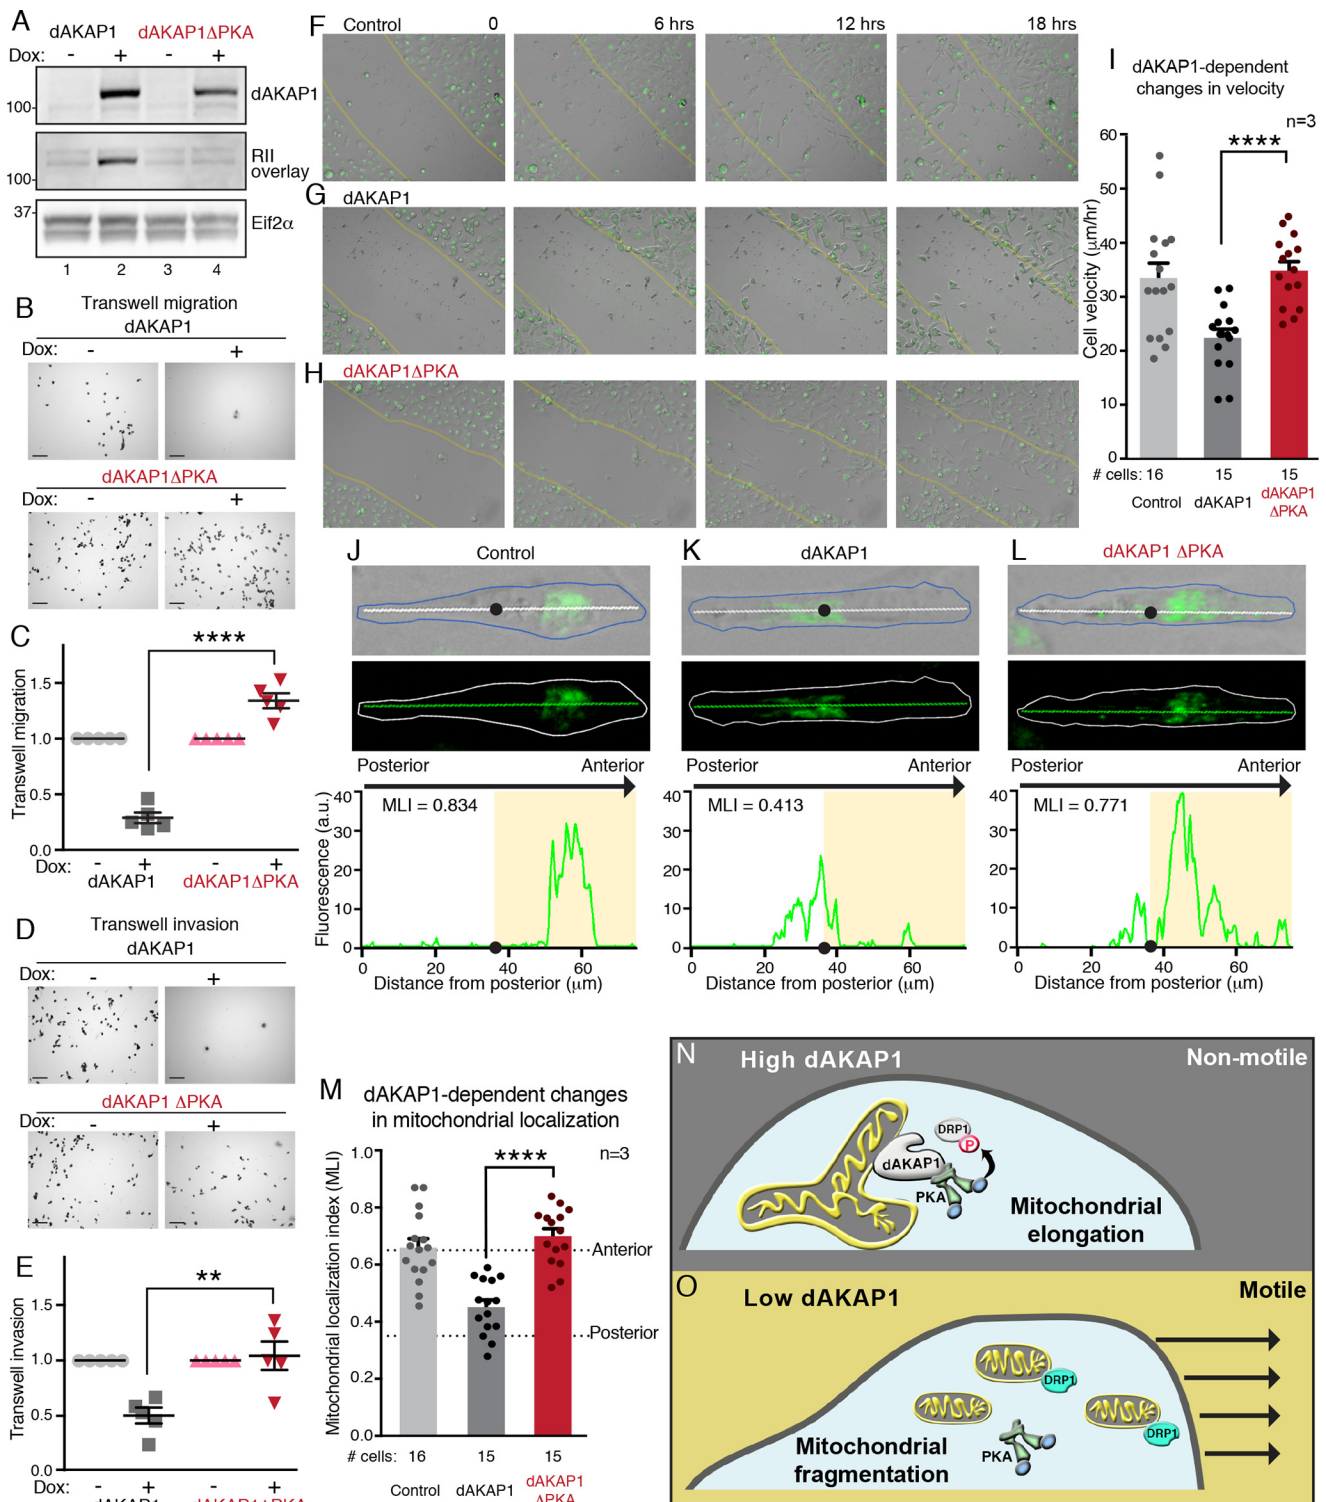 A
dAKAP1 dAKAP1ΔPKA
Dox: - + - +
100-
dAKAP1
100-
RII
overlay
37-
Eif2α
1 2 3 4
B
Transwell migration
dAKAP1
Dox: - +
dAKAP1ΔPKA
Dox: - +
C
****
Transwell migration
1.5
1.0
0.5
0.0
Dox: - + - +
dAKAP1 dAKAP1ΔPKA
D
Transwell invasion
dAKAP1
Dox: - +
dAKAP1 ΔPKA
Dox: - +
E
**
Transwell invasion
1.5
1.0
0.5
0.0
Dox: - + - +
dAKAP1 dAKAP1ΔPKA
F Control 0 6 hrs 12 hrs 18 hrs
G dAKAP1
H dAKAP1ΔPKA
I
dAKAP1-dependent
changes in velocity
n=3
****
Cell velocity (μm/hr)
60
50
40
30
20
10
0
# cells: 16 15 15
Control dAKAP1 dAKAP1
ΔPKA
J Control
Posterior Anterior
MLI = 0.834
Fluorescence (a.u.)
40
30
20
10
0
0 20 40 60
Distance from posterior (μm)
K dAKAP1
Posterior Anterior
MLI = 0.413
40
30
20
10
0
0 20 40 60
Distance from posterior (μm)
L dAKAP1 ΔPKA
Posterior Anterior
MLI = 0.771
40
30
20
10
0
0 20 40 60
Distance from posterior (μm)
M
dAKAP1-dependent changes
in mitochondrial localization
n=3
****
Mitochondrial localization index (MLI)
1.0
0.8
0.6
0.4
0.2
0.0
Anterior
Posterior
# cells: 16 15 15
Control dAKAP1 dAKAP1
ΔPKA
N High dAKAP1 Non-motile
DRP1
P
dAKAP1
PKA
Mitochondrial
elongation
O Low dAKAP1 Motile
DRP1
DRP1
PKA
Mitochondrial
fragmentation